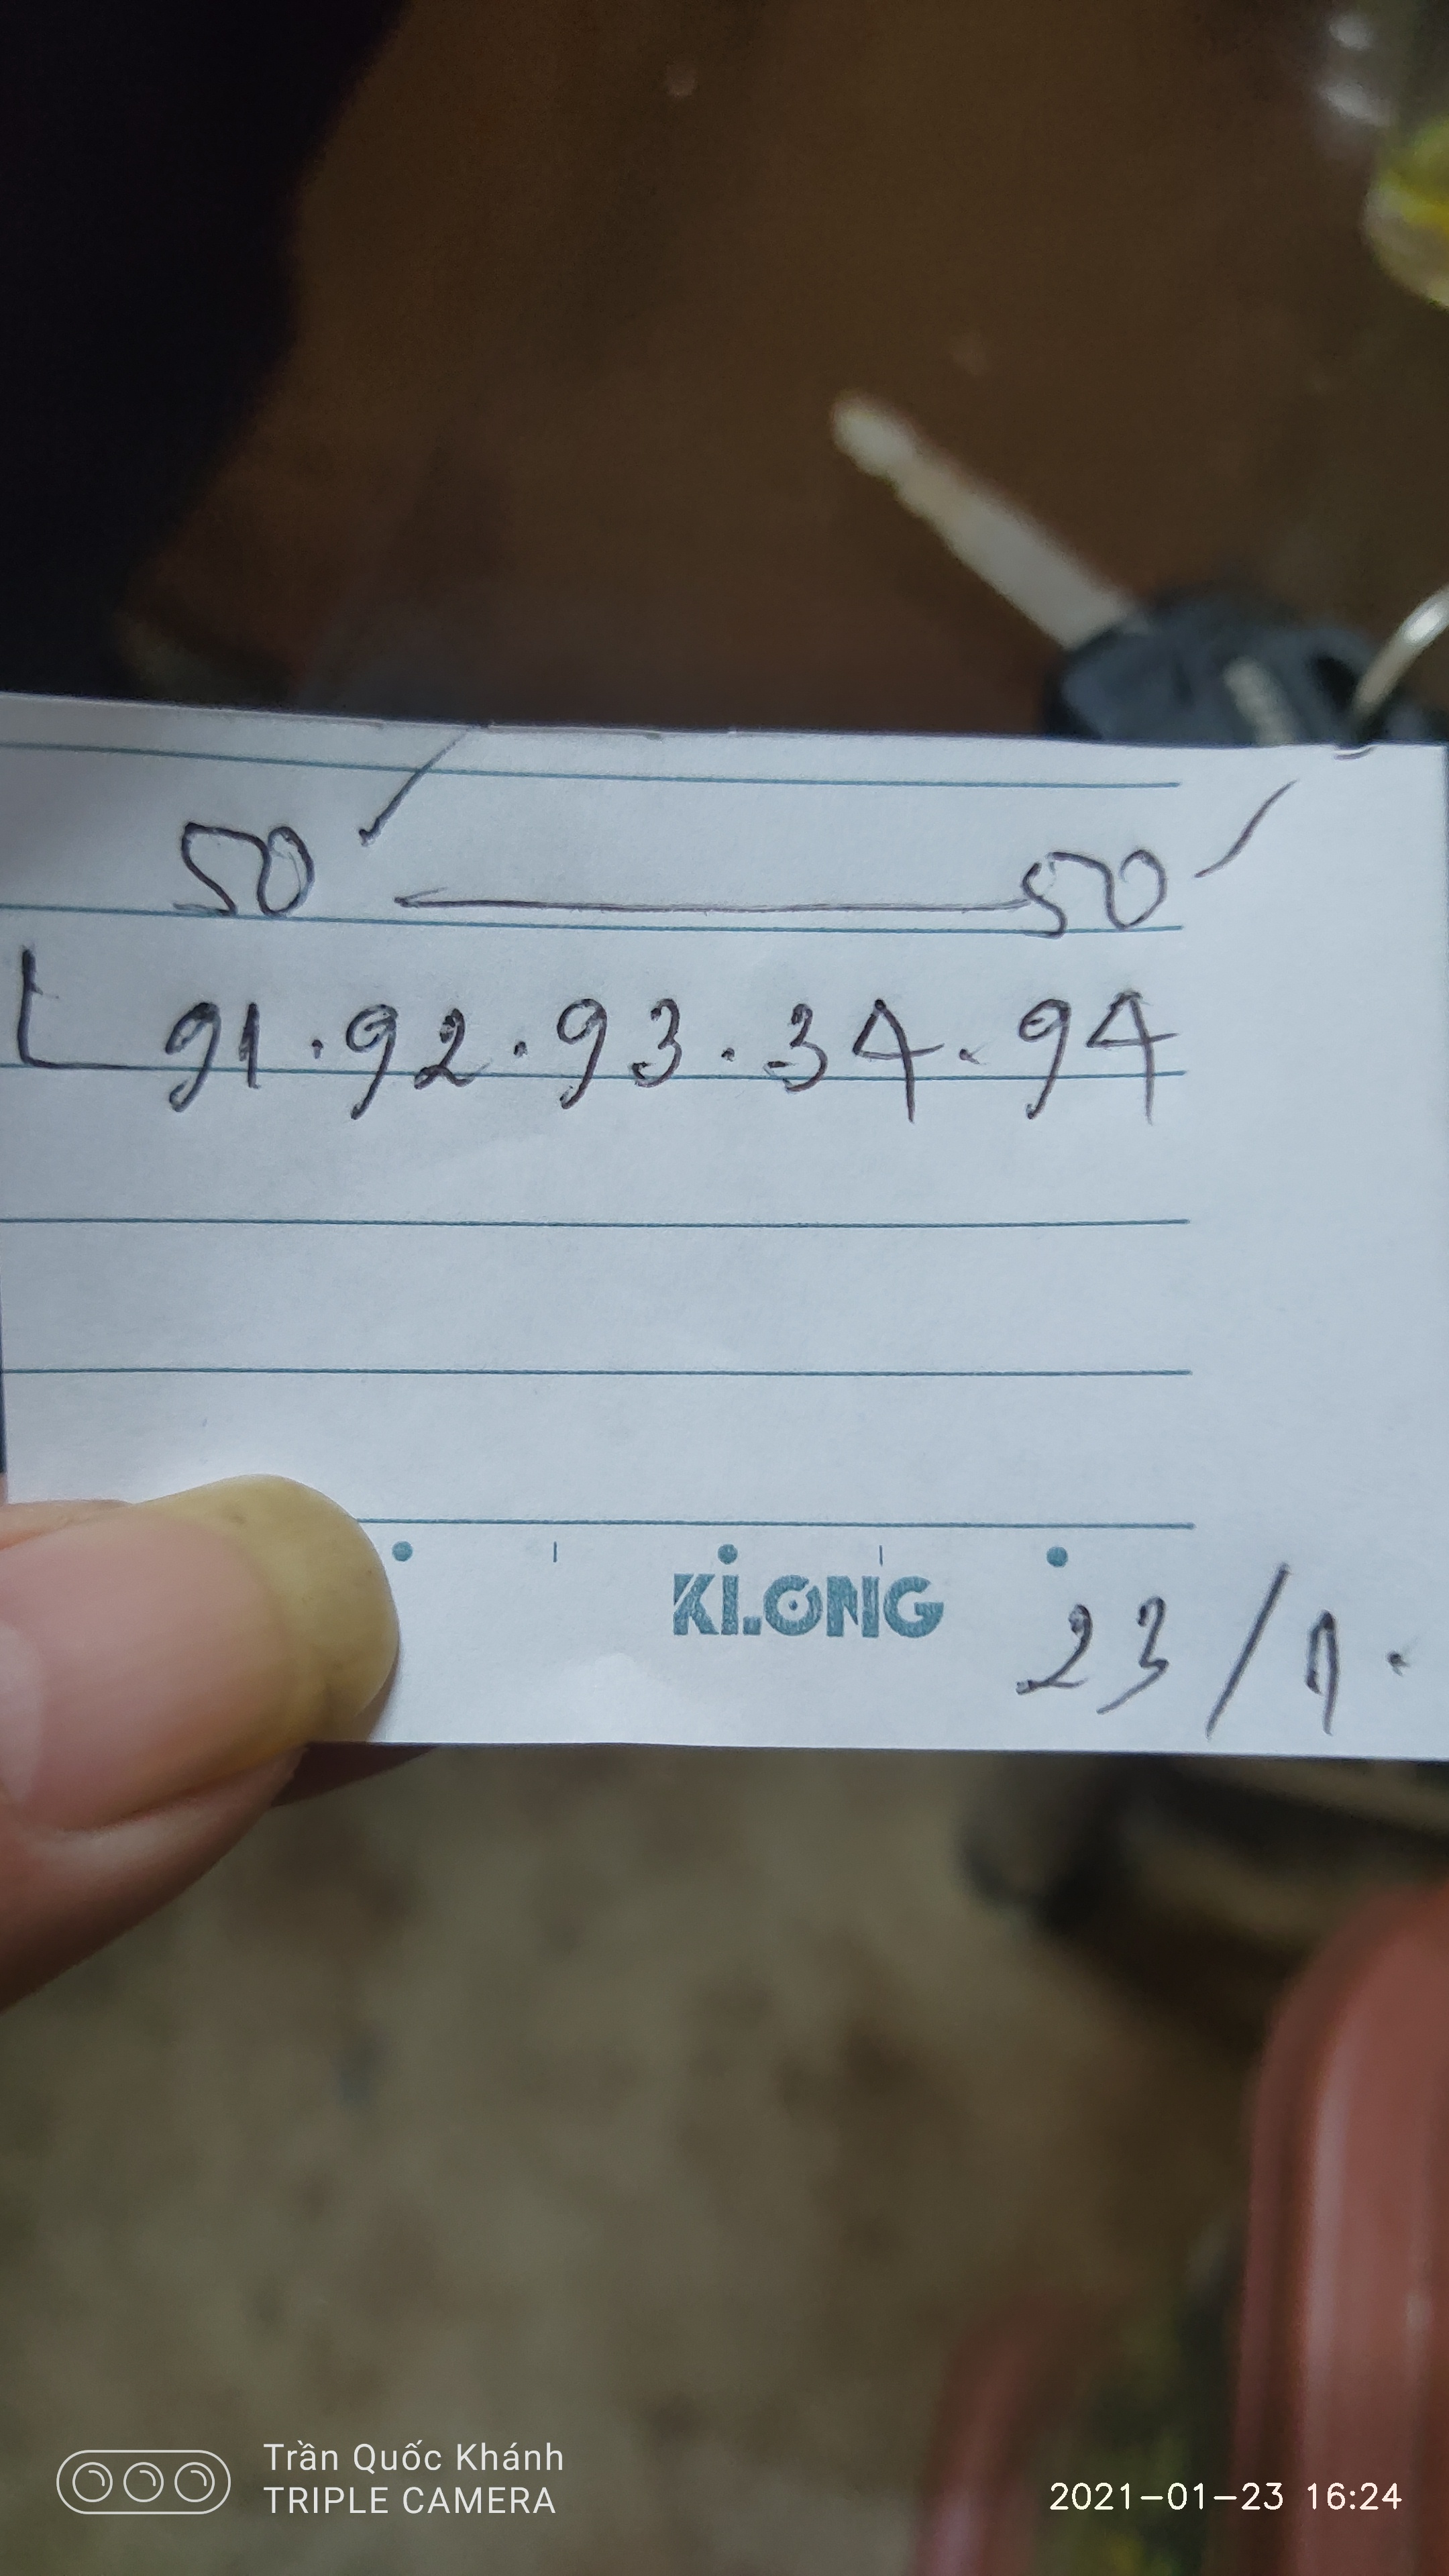 50 50
91.92.93.34.94
KLONG
23/1.
Trần Quốc Khánh
TRIPLE CAMERA
2021-01-23 16:24